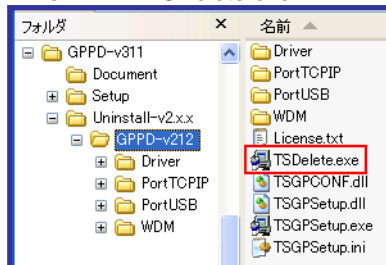 フォルダ
×
名前
GPPD-v311
Document
Setup
Uninstall-v2.x.x
GPPD-v212
Driver
PortTCPIP
PortUSB
WDM
Driver
PortTCPIP
PortUSB
WDM
License.txt
TSDelete.exe
TSGPCONF.dll
TSGPSetup.dll
TSGPSetup.exe
TSGPSetup.ini